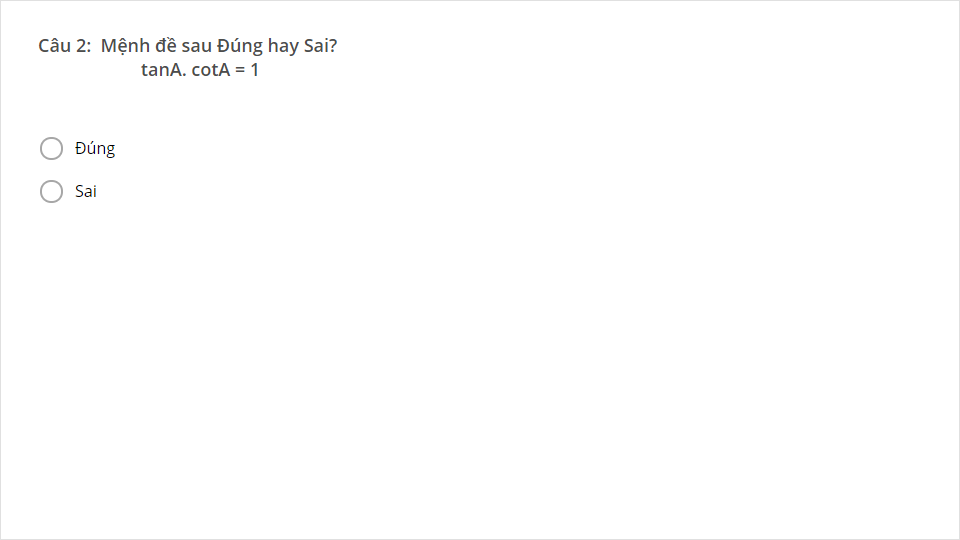 Câu 2: Mệnh đề sau Đúng hay Sai?
tanA. cotA = 1
Đúng
Sai